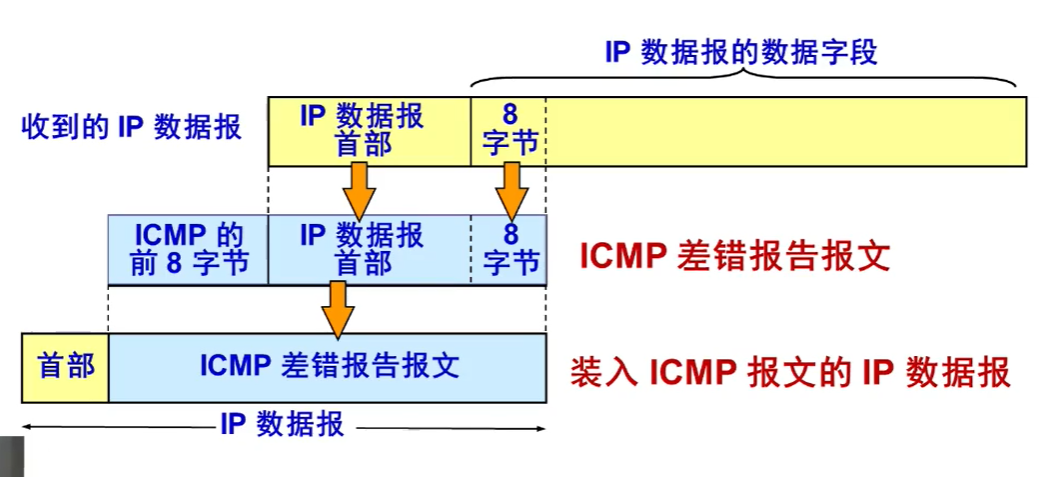 IP 数据报的数据字段
收到的 IP 数据报
IP 数据报
首部
8
字节
ICMP 的
前 8 字节
IP 数据报
首部
8
字节
ICMP 差错报告报文
首部
ICMP 差错报告报文
装入 ICMP 报文的 IP 数据报
IP 数据报